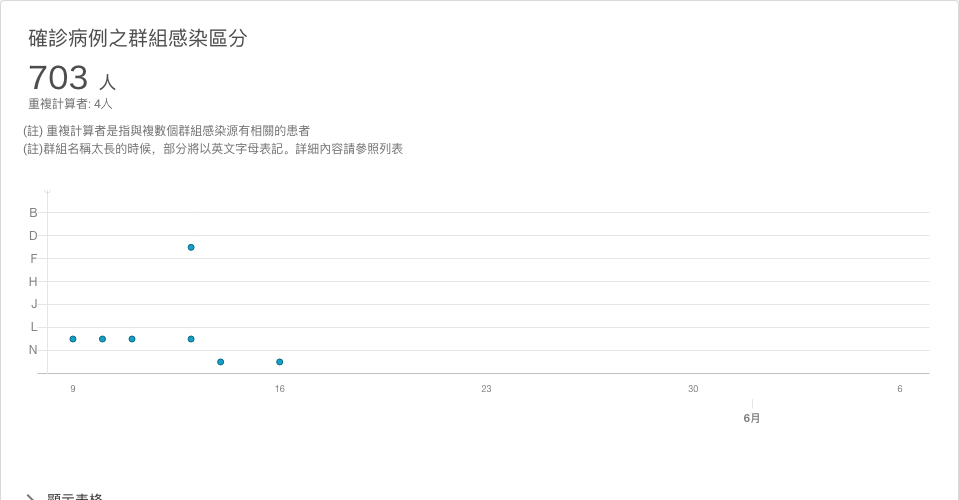 確診病例之群組感染區分
703 人
重複計算者: 4人
(註) 重複計算者是指與複數個群組感染源有相關的患者
(註)群組名稱太長的時候，部分將以英文字母表記。詳細內容請參照列表
B
D
F
H
J
L
N
9 16 23 30 6
6月
顯示表格